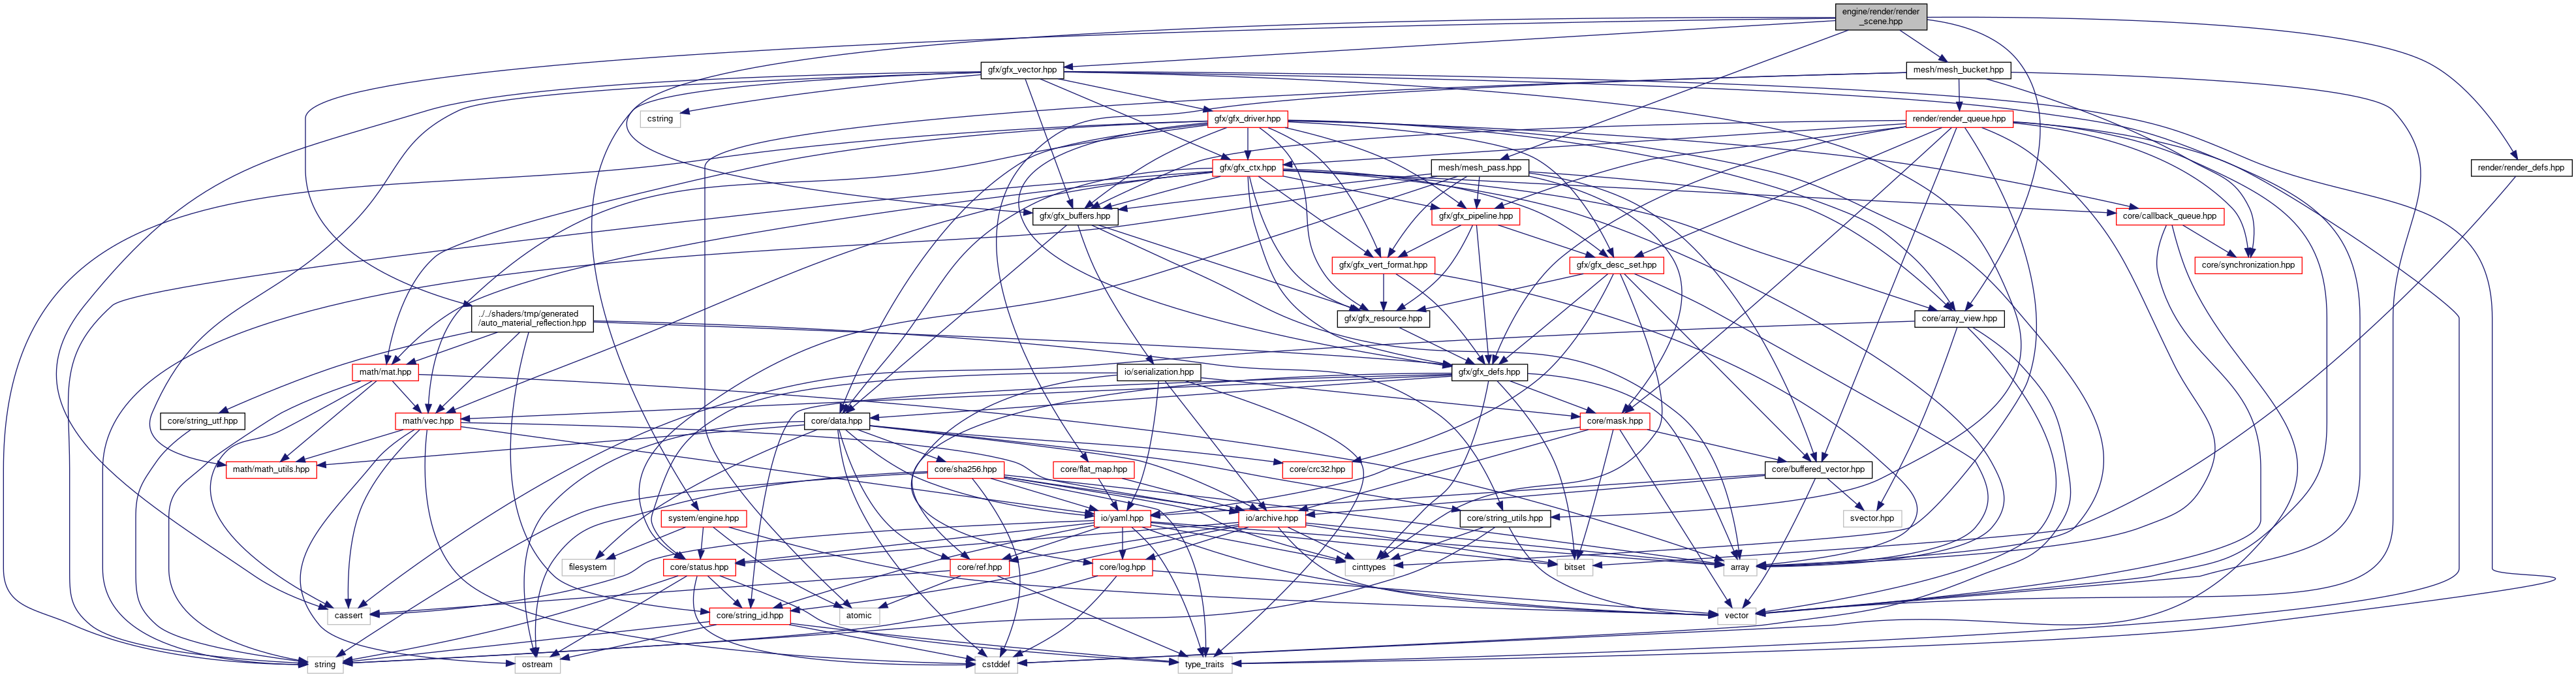 engine/render/render
_scene.hpp
gfx/gfx_vector.hpp
mesh/mesh_bucket.hpp
cstring
gfx/gfx_driver.hpp
render/render_queue.hpp
gfx/gfx_ctx.hpp
mesh/mesh_pass.hpp
render/render_defs.hpp
gfx/gfx_buffers.hpp
gfx/gfx_pipeline.hpp
core/callback_queue.hpp
gfx/gfx_vert_format.hpp
gfx/gfx_desc_set.hpp
core/synchronization.hpp
../../shaders/tmp/generated
/auto_material_reflection.hpp
gfx/gfx_resource.hpp
core/array_view.hpp
math/mat.hpp
io/serialization.hpp
gfx/gfx_defs.hpp
core/string_utf.hpp
math/vec.hpp
core/data.hpp
core/mask.hpp
math/math_utils.hpp
core/sha256.hpp
core/flat_map.hpp
core/crc32.hpp
core/buffered_vector.hpp
system/engine.hpp
io/yaml.hpp
io/archive.hpp
core/string_utils.hpp
svector.hpp
filesystem
core/status.hpp
core/ref.hpp
core/log.hpp
cinttypes
bitset
array
cassert
core/string_id.hpp
atomic
vector
string
ostream
cstddef
type_traits